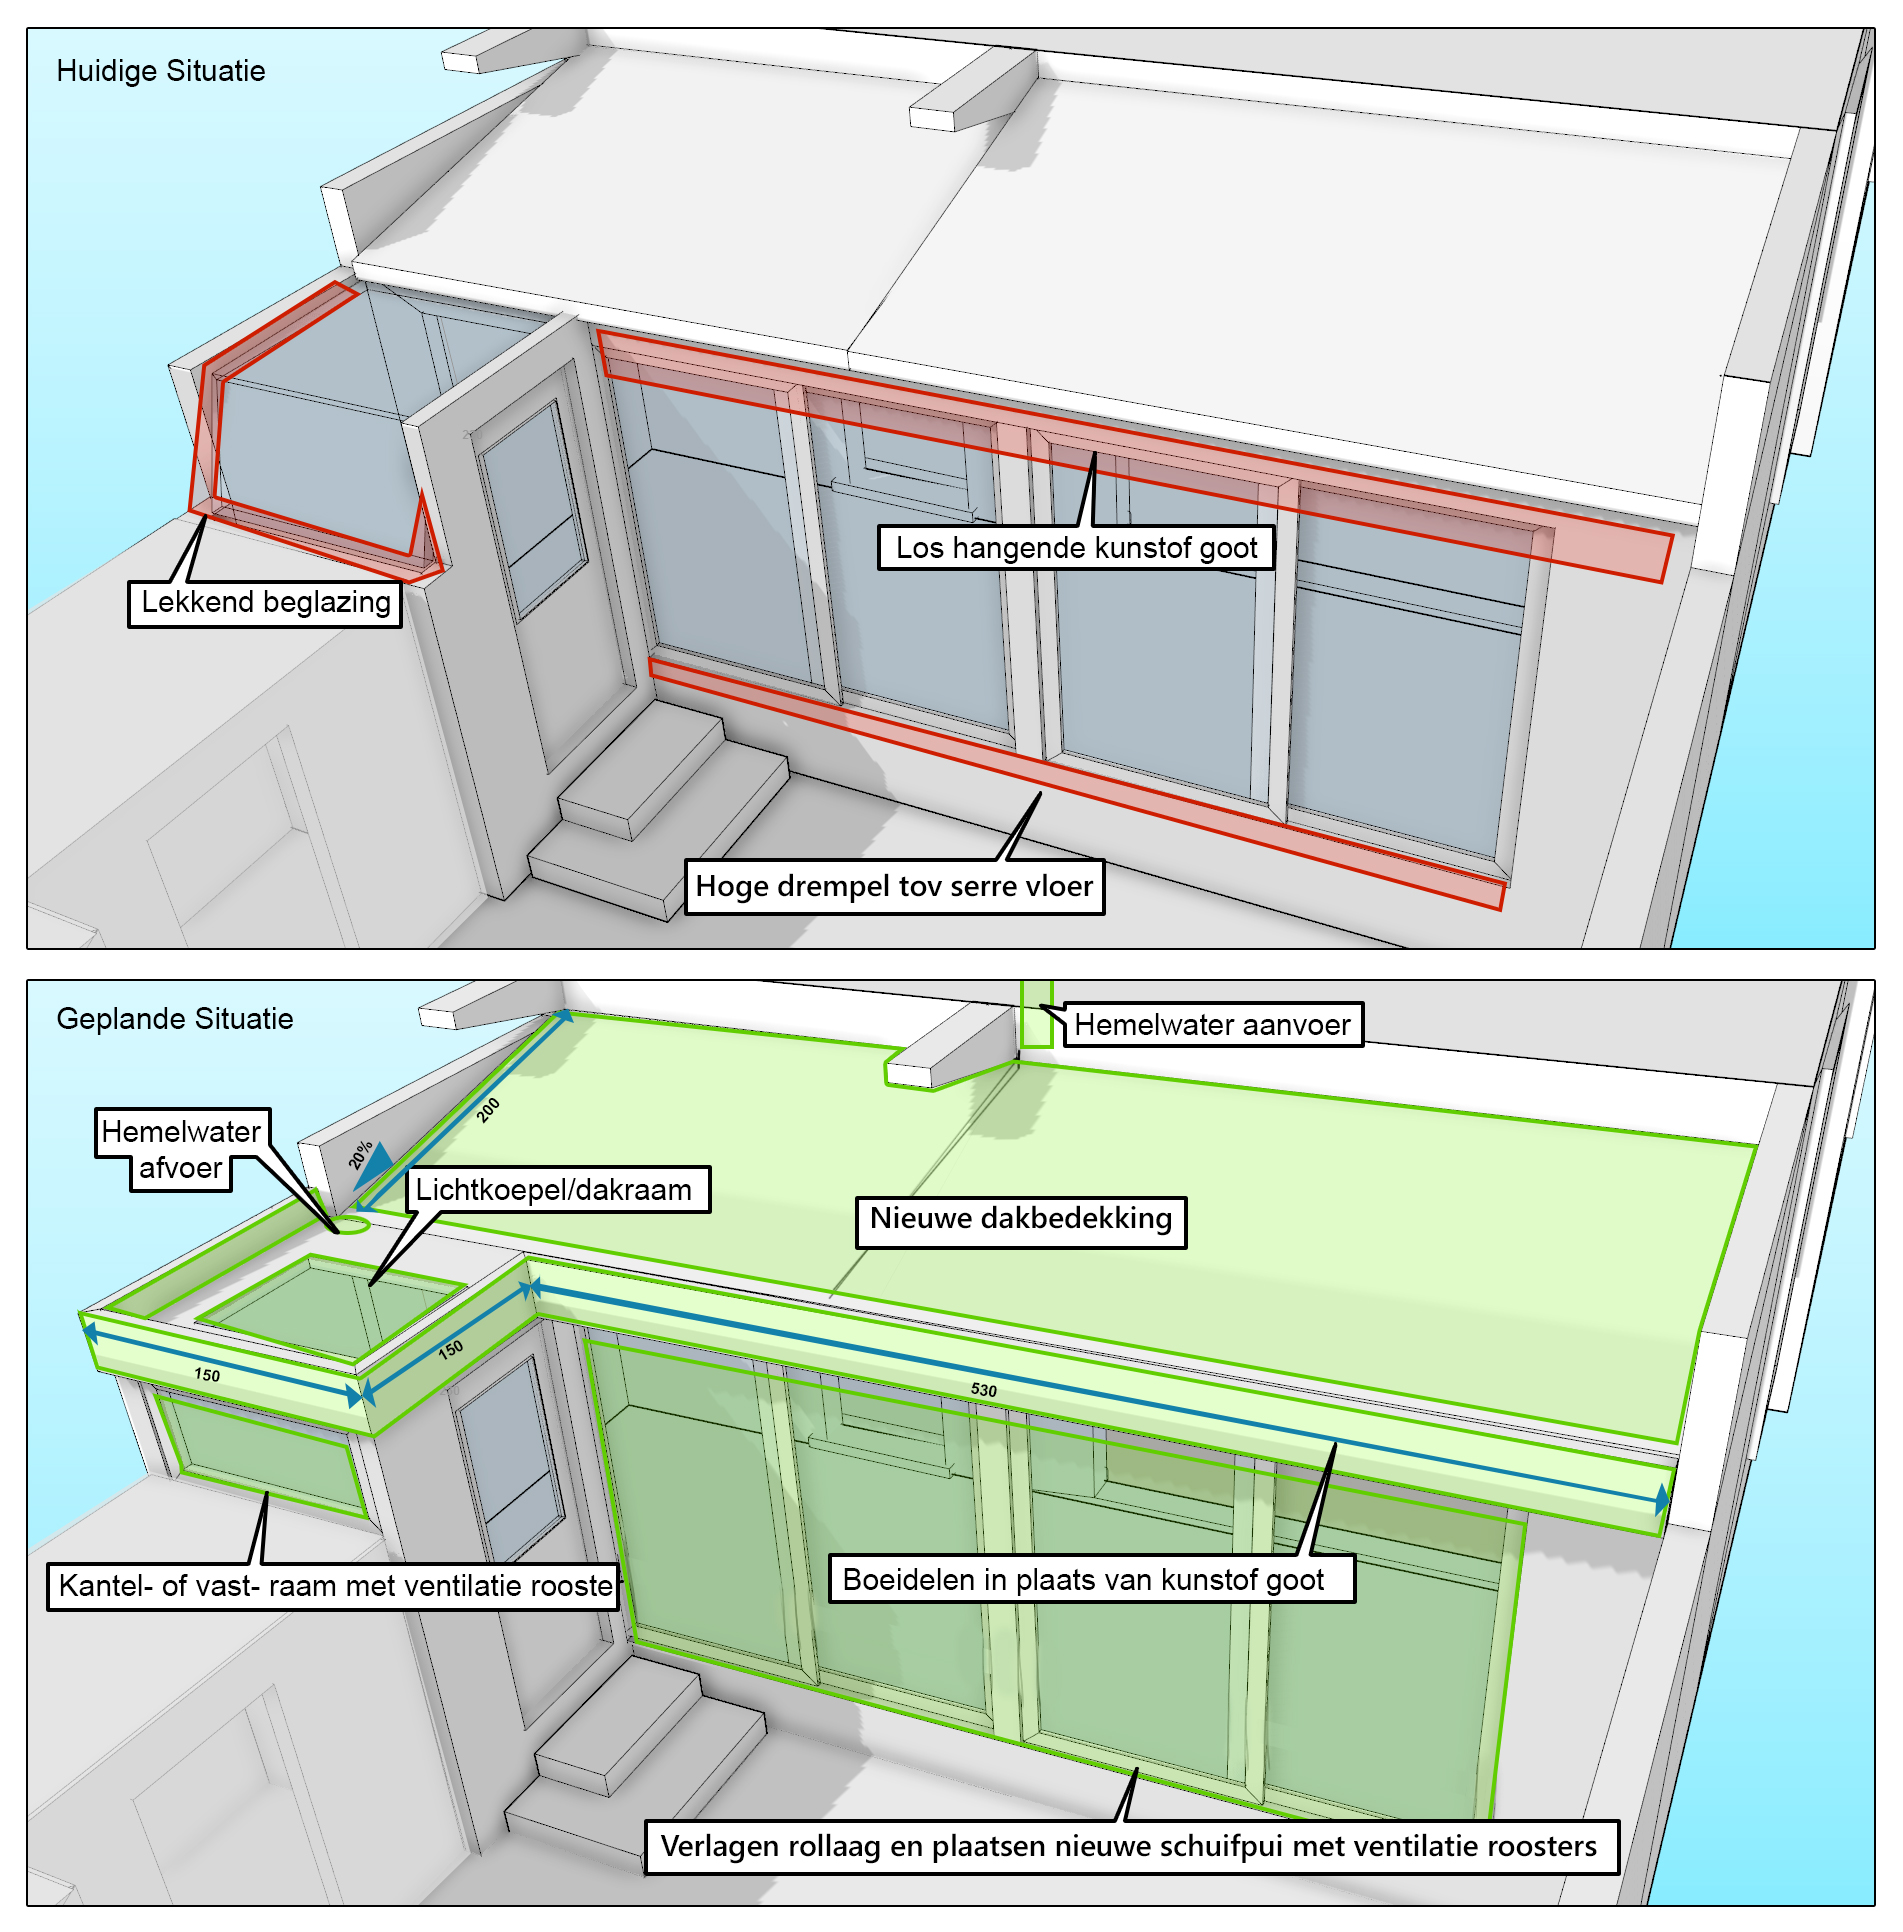 Huidige Situatie
Los hangende kunstof goot
Lekkend beglazing
Hoge drempel tov serre vloer
Geplande Situatie
Hemelwater aanvoer
200
Hemelwater
afvoer
20%
Lichtkoepel/dakraam
Nieuwe dakbedekking
150
150
530
Kantel- of vast- raam met ventilatie rooste
Boeidelen in plaats van kunstof goot
Verlagen rollaag en plaatsen nieuwe schuifpui met ventilatie roosters